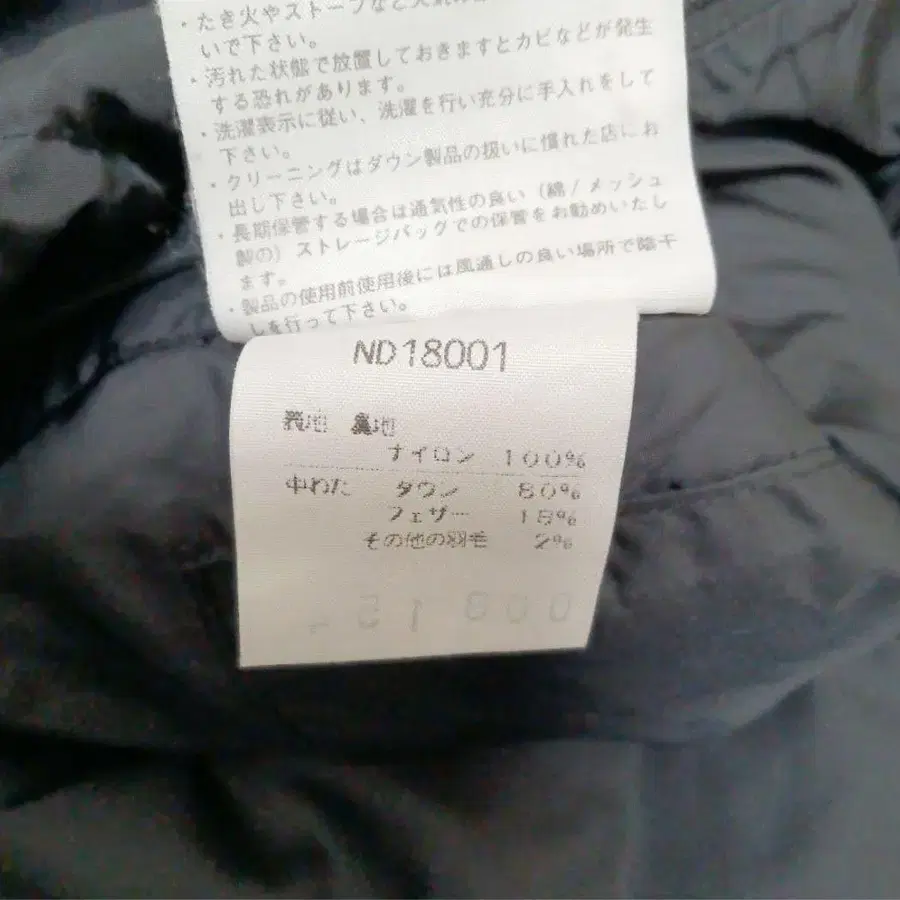 ・たき火やストーブなど火気の
いで下さい。
・汚れた状態で放置しておきますとカビなどが発生
する恐れがあります。
・洗濯表示に従い、洗濯を行い充分に手入れをして
下さい。
・クリーニングはダウン製品の扱いに慣れた店にお
出し下さい。
・長期保管する場合は通気性の良い（綿/メッシュ
製の）ストレージバッグでの保管をお勧めいたし
ます。
・製品の使用前使用後には風通しの良い場所で陰干
しを行って下さい。
ND18001
表地 裏地
ナイロン 100%
中わた ダウン 80%
フェザー 18%
その他の羽毛 2%